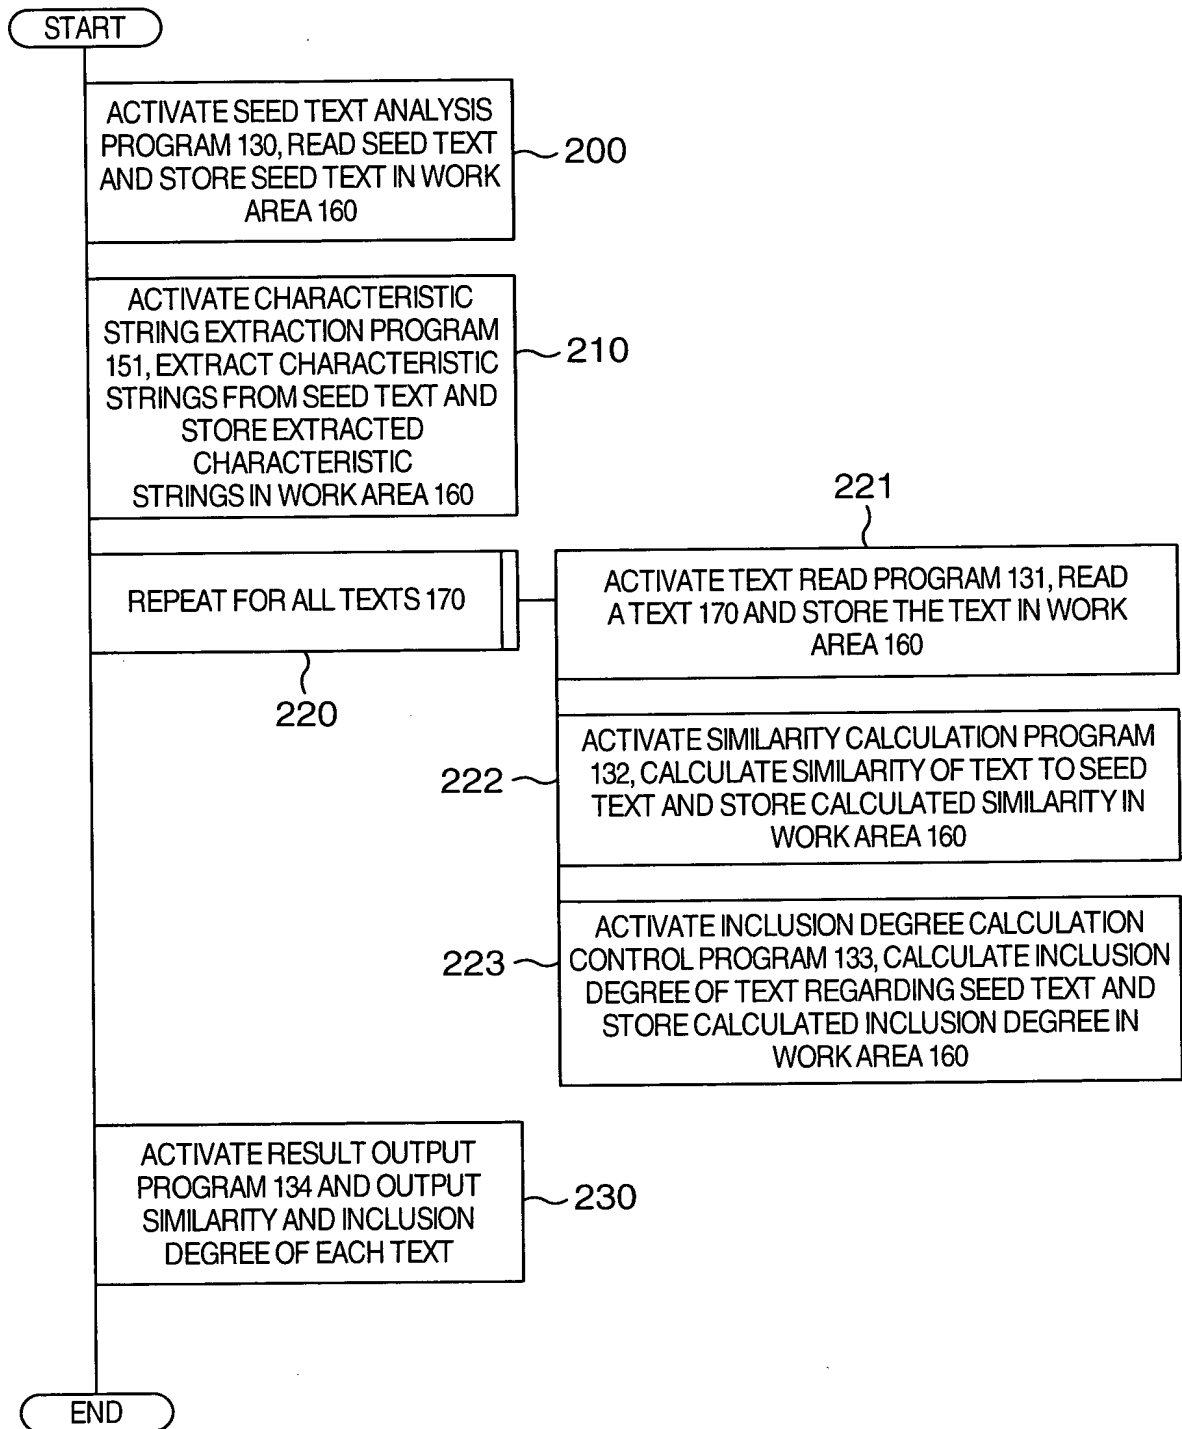 START
ACTIVATE SEED TEXT ANALYSIS
PROGRAM 130, READ SEED TEXT
AND STORE SEED TEXT IN WORK
AREA 160
200
ACTIVATE CHARACTERISTIC
STRING EXTRACTION PROGRAM
151, EXTRACT CHARACTERISTIC
STRINGS FROM SEED TEXT AND
STORE EXTRACTED
CHARACTERISTIC
STRINGS IN WORK AREA 160
210
REPEAT FOR ALL TEXTS 170
220
221
ACTIVATE TEXT READ PROGRAM 131, READ
A TEXT 170 AND STORE THE TEXT IN WORK
AREA 160
222
ACTIVATE SIMILARITY CALCULATION PROGRAM
132, CALCULATE SIMILARITY OF TEXT TO SEED
TEXT AND STORE CALCULATED SIMILARITY IN
WORK AREA 160
223
ACTIVATE INCLUSION DEGREE CALCULATION
CONTROL PROGRAM 133, CALCULATE INCLUSION
DEGREE OF TEXT REGARDING SEED TEXT AND
STORE CALCULATED INCLUSION DEGREE IN
WORK AREA 160
ACTIVATE RESULT OUTPUT
PROGRAM 134 AND OUTPUT
SIMILARITY AND INCLUSION
DEGREE OF EACH TEXT
230
END